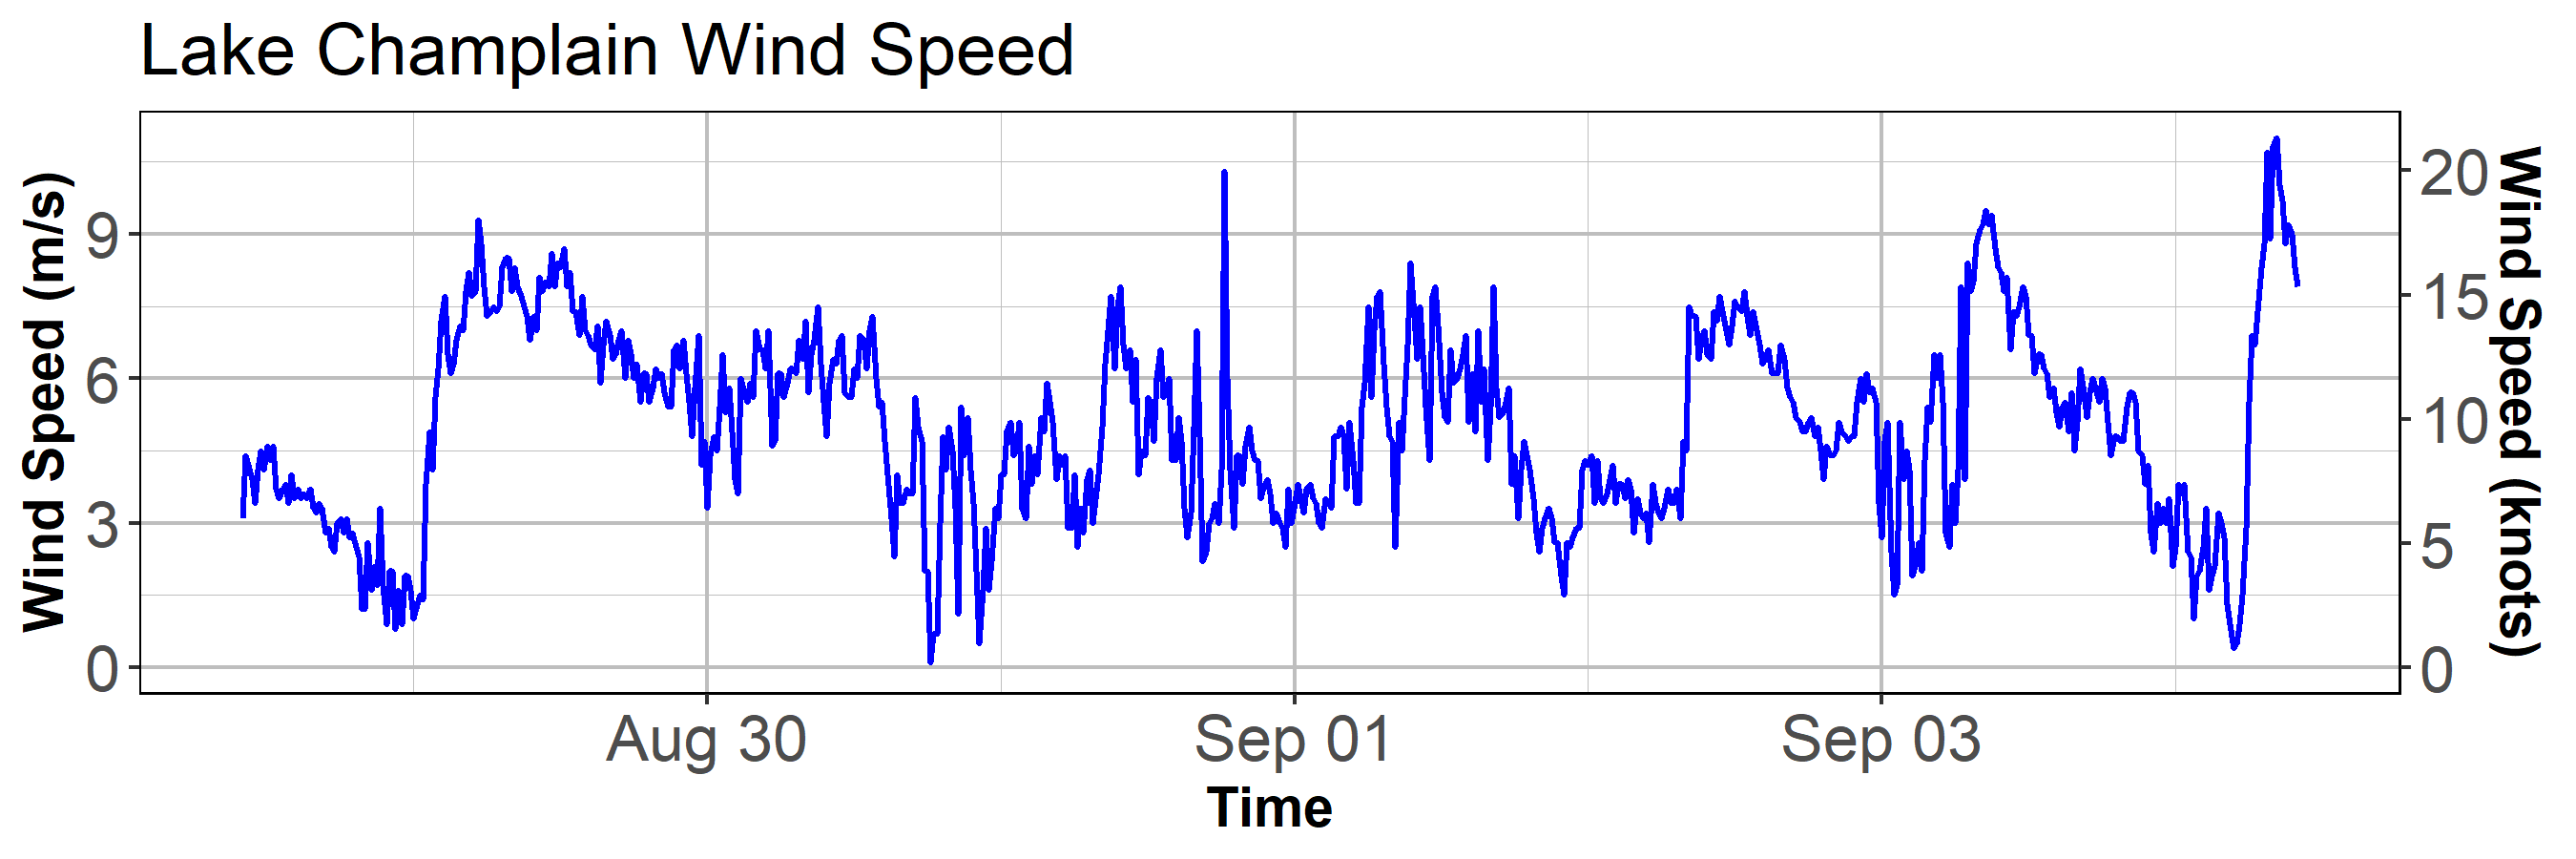 Lake Champlain Wind Speed
Wind Speed (m/s)
9
6
3
0
20
15
10
5
0
Wind Speed (knots)
Aug 30
Sep 01
Sep 03
Time